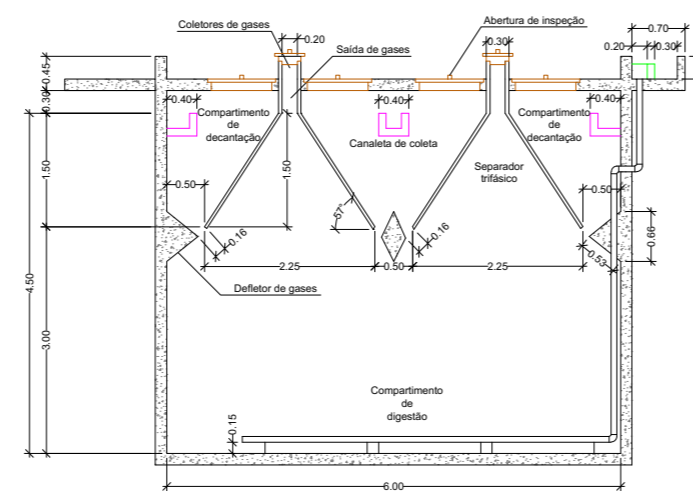 Coletores de gases
0.20
Saída de gases
Abertura de inspeção
0.30
0.70
0.20
0.30
0.45
0.30
0.40
0.40
0.40
Compartimento
de
decantação
Canaleta de coleta
Compartimento
de
decantação
Separador
trifásico
1.50
1.50
0.50
0.50
57°
0.16
0.16
0.66
0.53
2.25
0.50
2.25
Defletor de gases
4.50
3.00
Compartimento
de
digestão
0.15
6.00